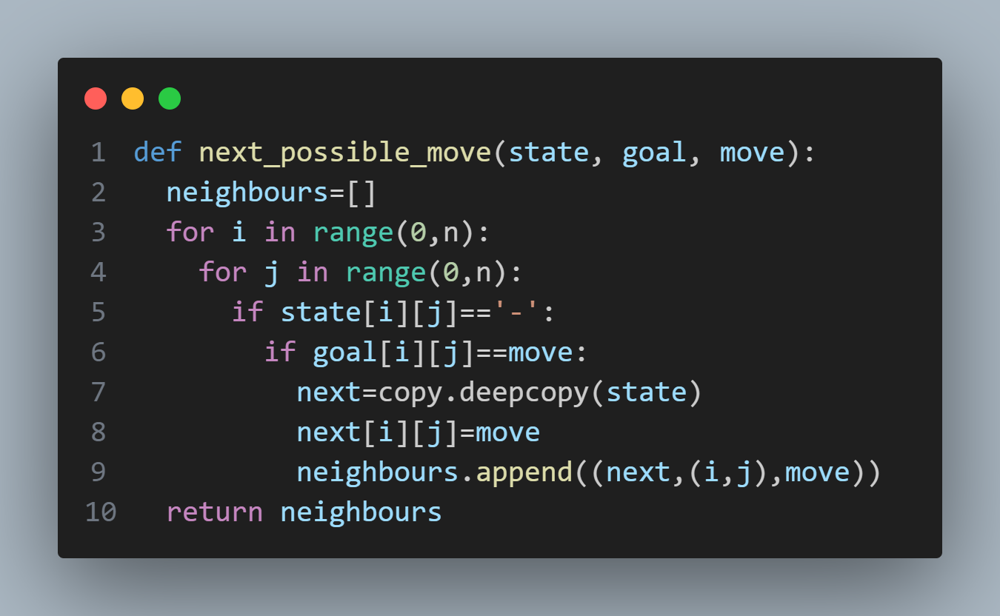 1 def next_possible_move(state, goal, move):
2   neighbours=[]
3   for i in range(0,n):
4     for j in range(0,n):
5       if state[i][j]=='-':
6         if goal[i][j]==move:
7           next=copy.deepcopy(state)
8           next[i][j]=move
9           neighbours.append((next,(i,j),move))
10   return neighbours